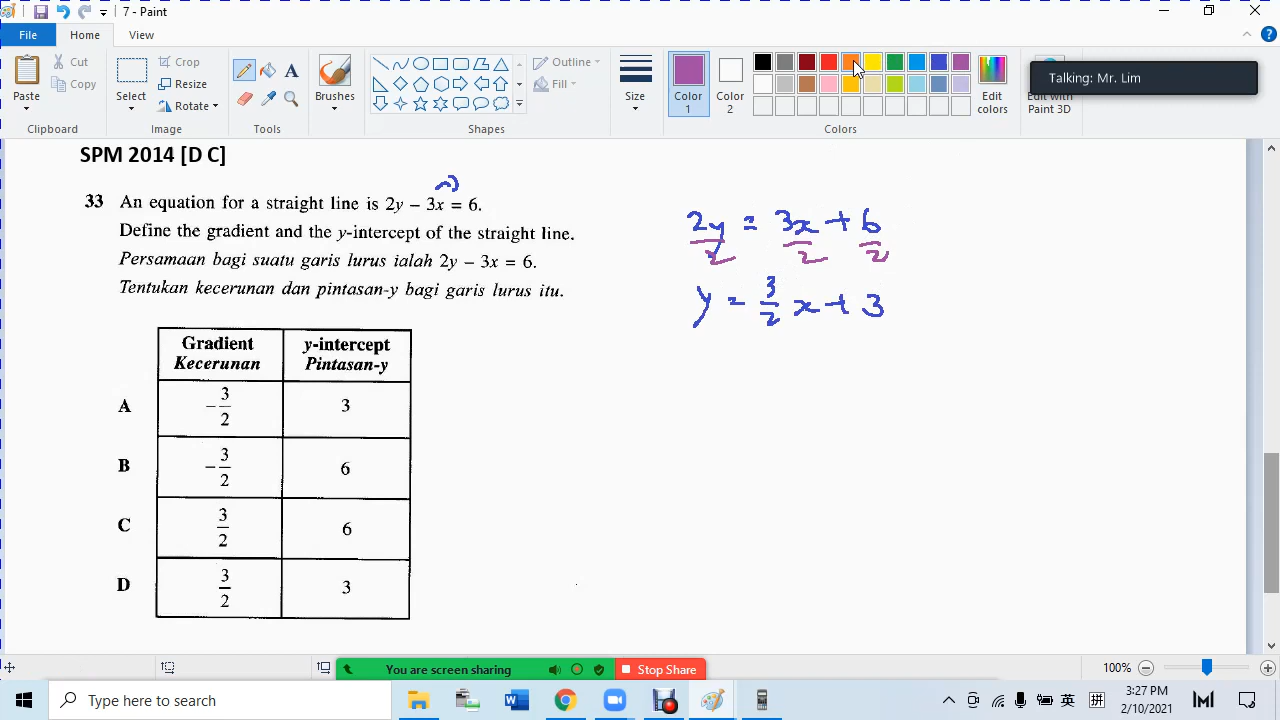 7 - Paint
File Home View
Paste Cut Copy Clipboard
Select Crop Resize Rotate Image
Tools
Brushes
Shapes Outline Fill
Size
Color 1 Color 2 Colors
Edit colors Edit with Paint 3D
Talking: Mr. Lim
SPM 2014 [D C]
33 An equation for a straight line is 2y − 3x = 6.
Define the gradient and the y-intercept of the straight line.
Persamaan bagi suatu garis lurus ialah 2y − 3x = 6.
Tentukan kecerunan dan pintasan-y bagi garis lurus itu.
Gradient y-intercept
Kecerunan Pintasan-y
A −3/2 3
B −3/2 6
C 3/2 6
D 3/2 3
2y = 3x + 6
2 2 2
y = 3/2 x + 3
You are screen sharing Stop Share
100%
Type here to search
英 拼 3:27 PM
2/10/2021